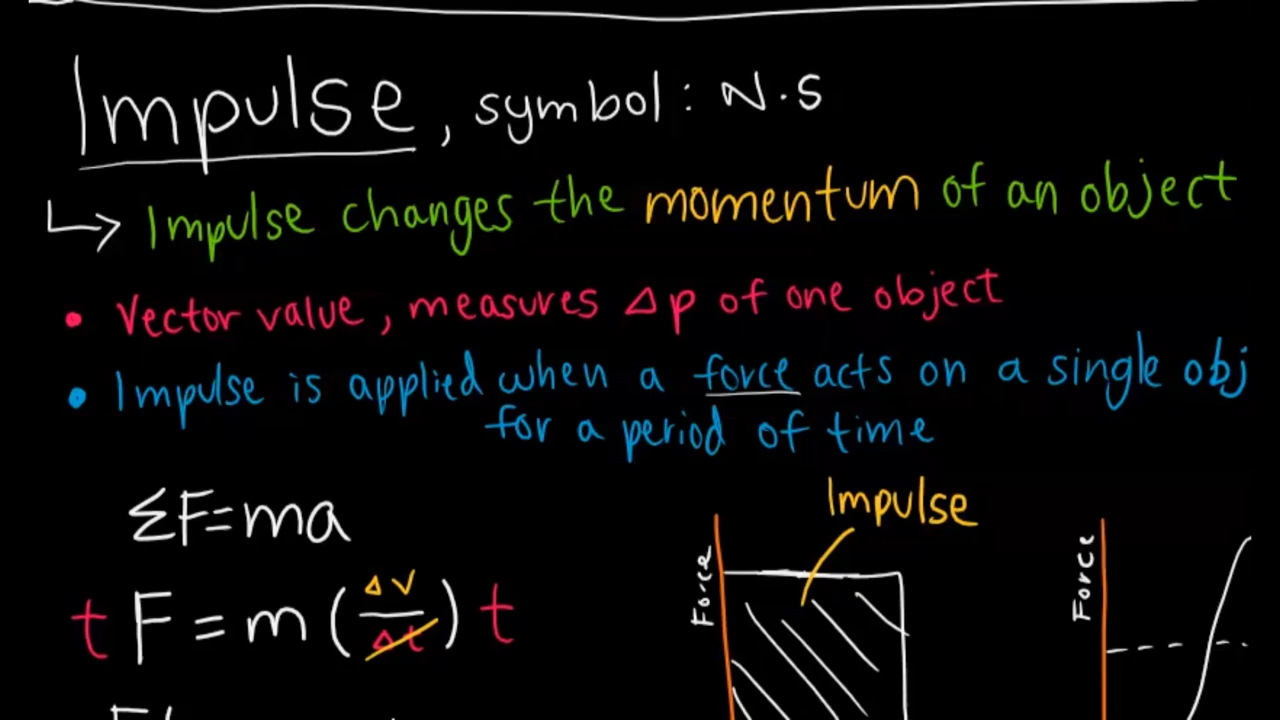 Impulse, symbol: N.s
↳ Impulse changes the momentum of an object
• Vector value, measures Δp of one object
• Impulse is applied when a force acts on a single obj
for a period of time
ΣF=ma
t F = m (Δv/Δt) t
Impulse
Force
Force